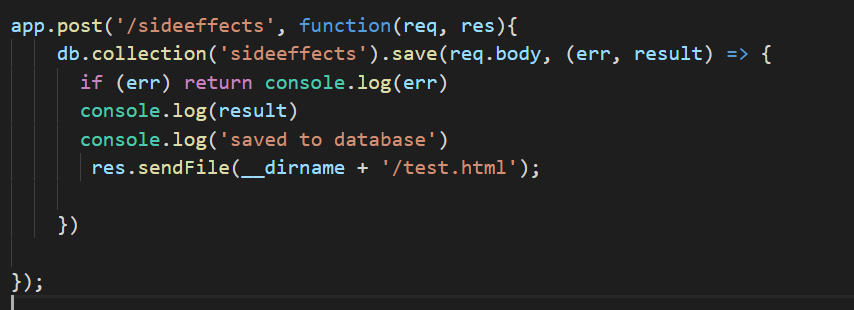 app.post('/sideeffects', function(req, res){
db.collection('sideeffects').save(req.body, (err, result) => {
if (err) return console.log(err)
console.log(result)
console.log('saved to database')
res.sendFile(__dirname + '/test.html');
})
});